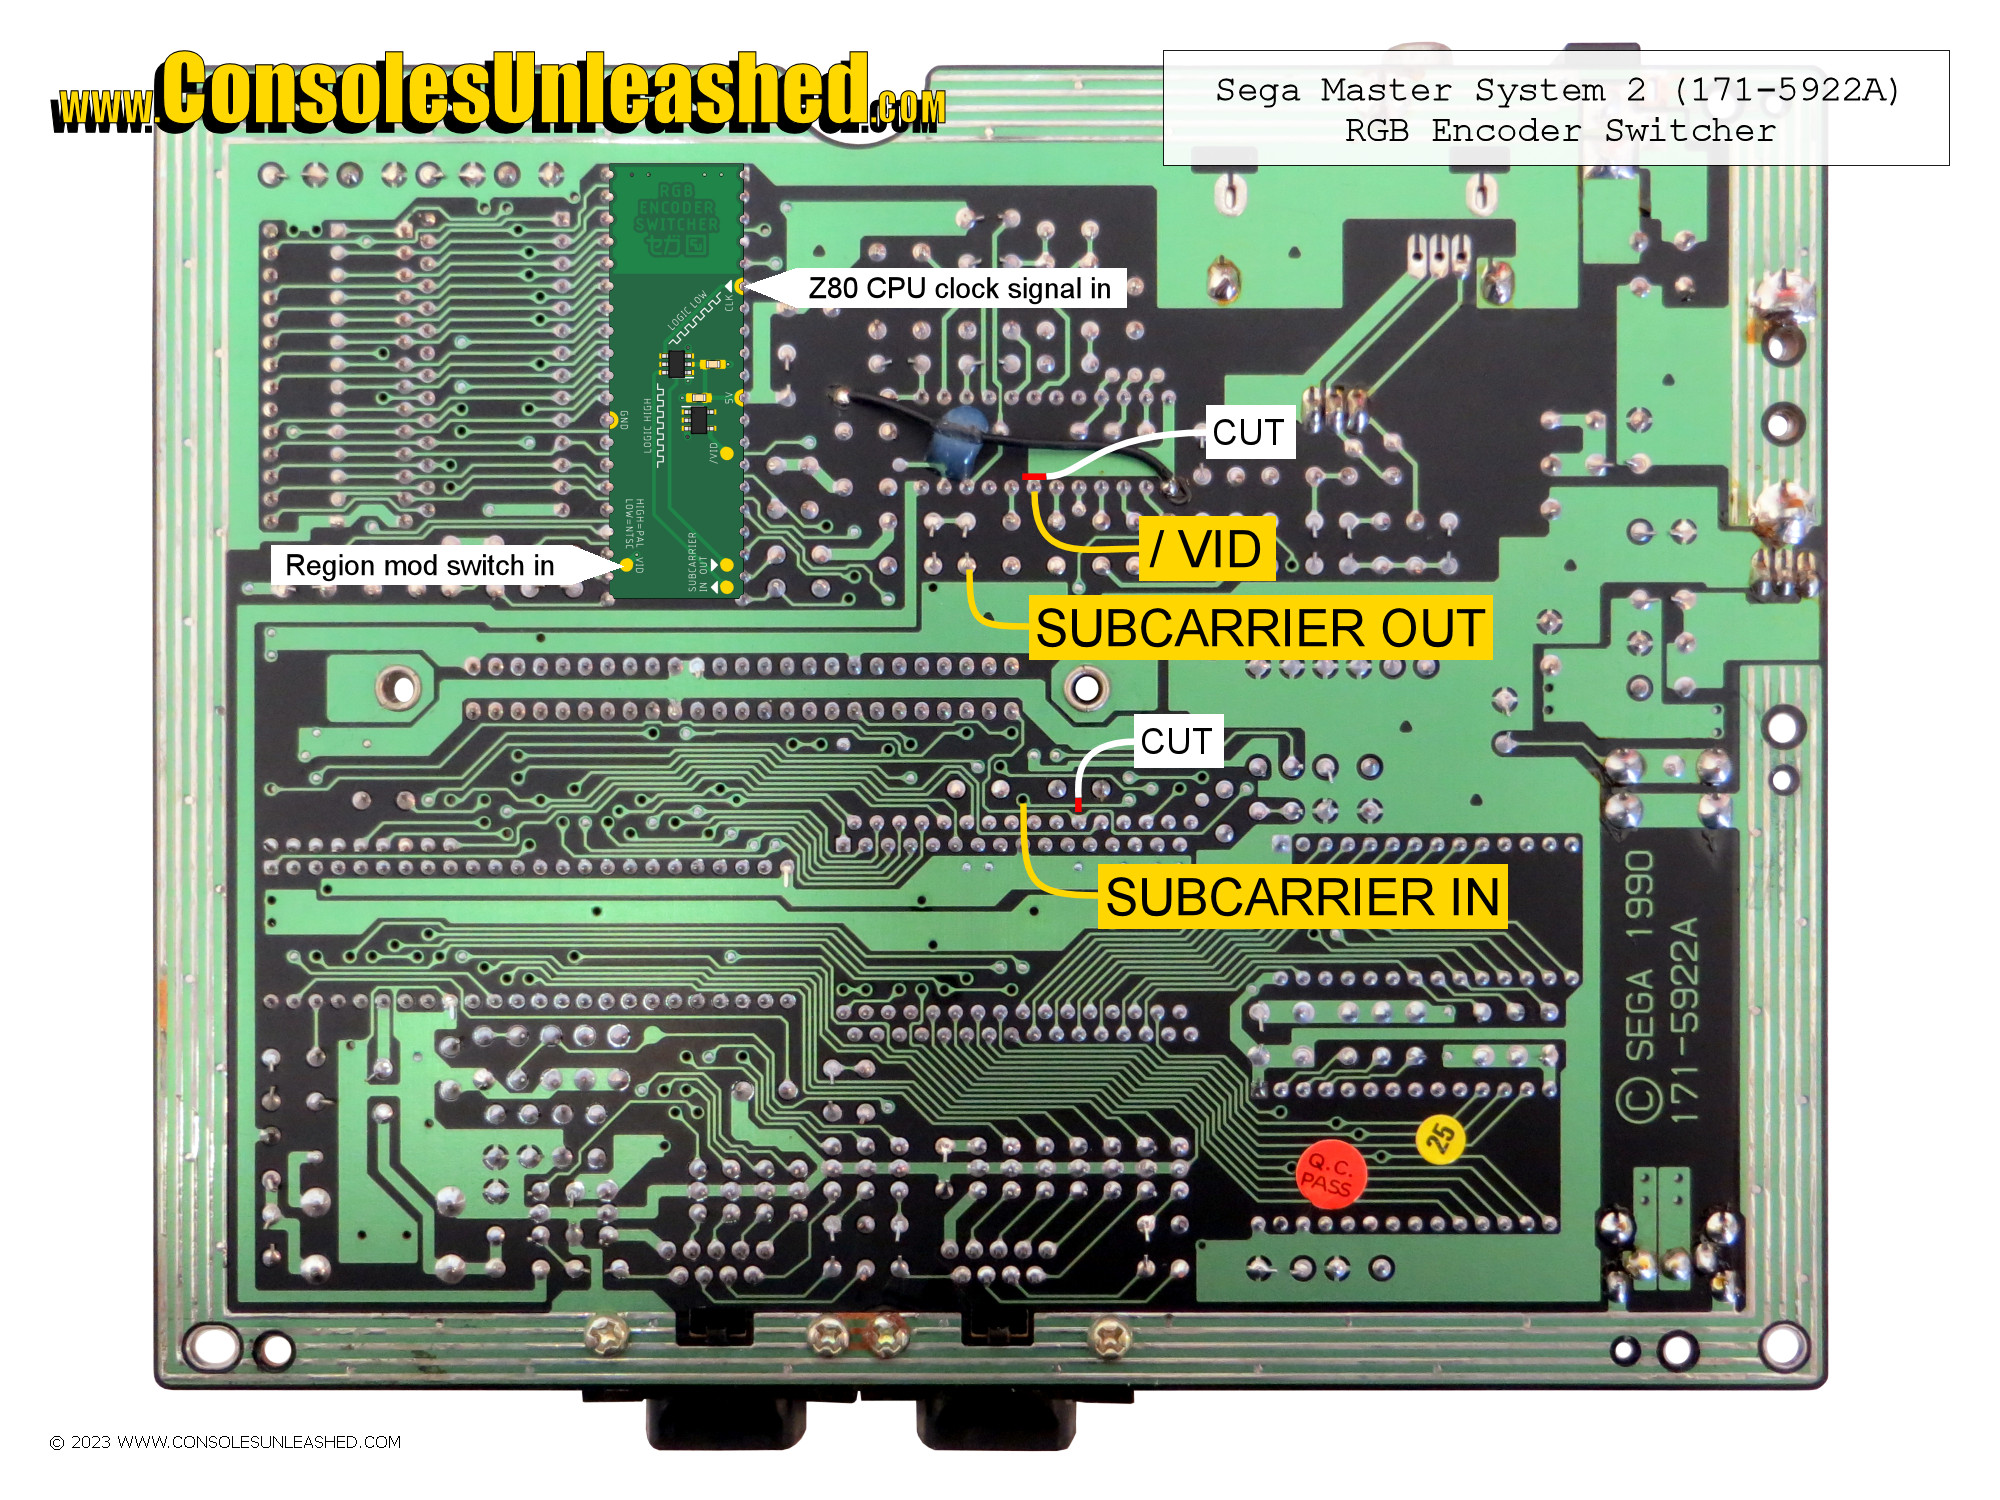 www.ConsolesUnleashed.com
Sega Master System 2 (171-5922A)
RGB Encoder Switcher
RGB
ENCODER
SWITCHER
セガ
Z80 CPU clock signal in
LOGIC LOW
CLK
5V
GND
LOGIC HIGH
/VID
CUT
/ VID
HIGH=PAL
LOW=NTSC
.VID
Region mod switch in
SUBCARRIER
IN OUT
SUBCARRIER OUT
CUT
SUBCARRIER IN
© SEGA 1990
171-5922A
25
Q.C.
PASS
© 2023 WWW.CONSOLESUNLEASHED.COM